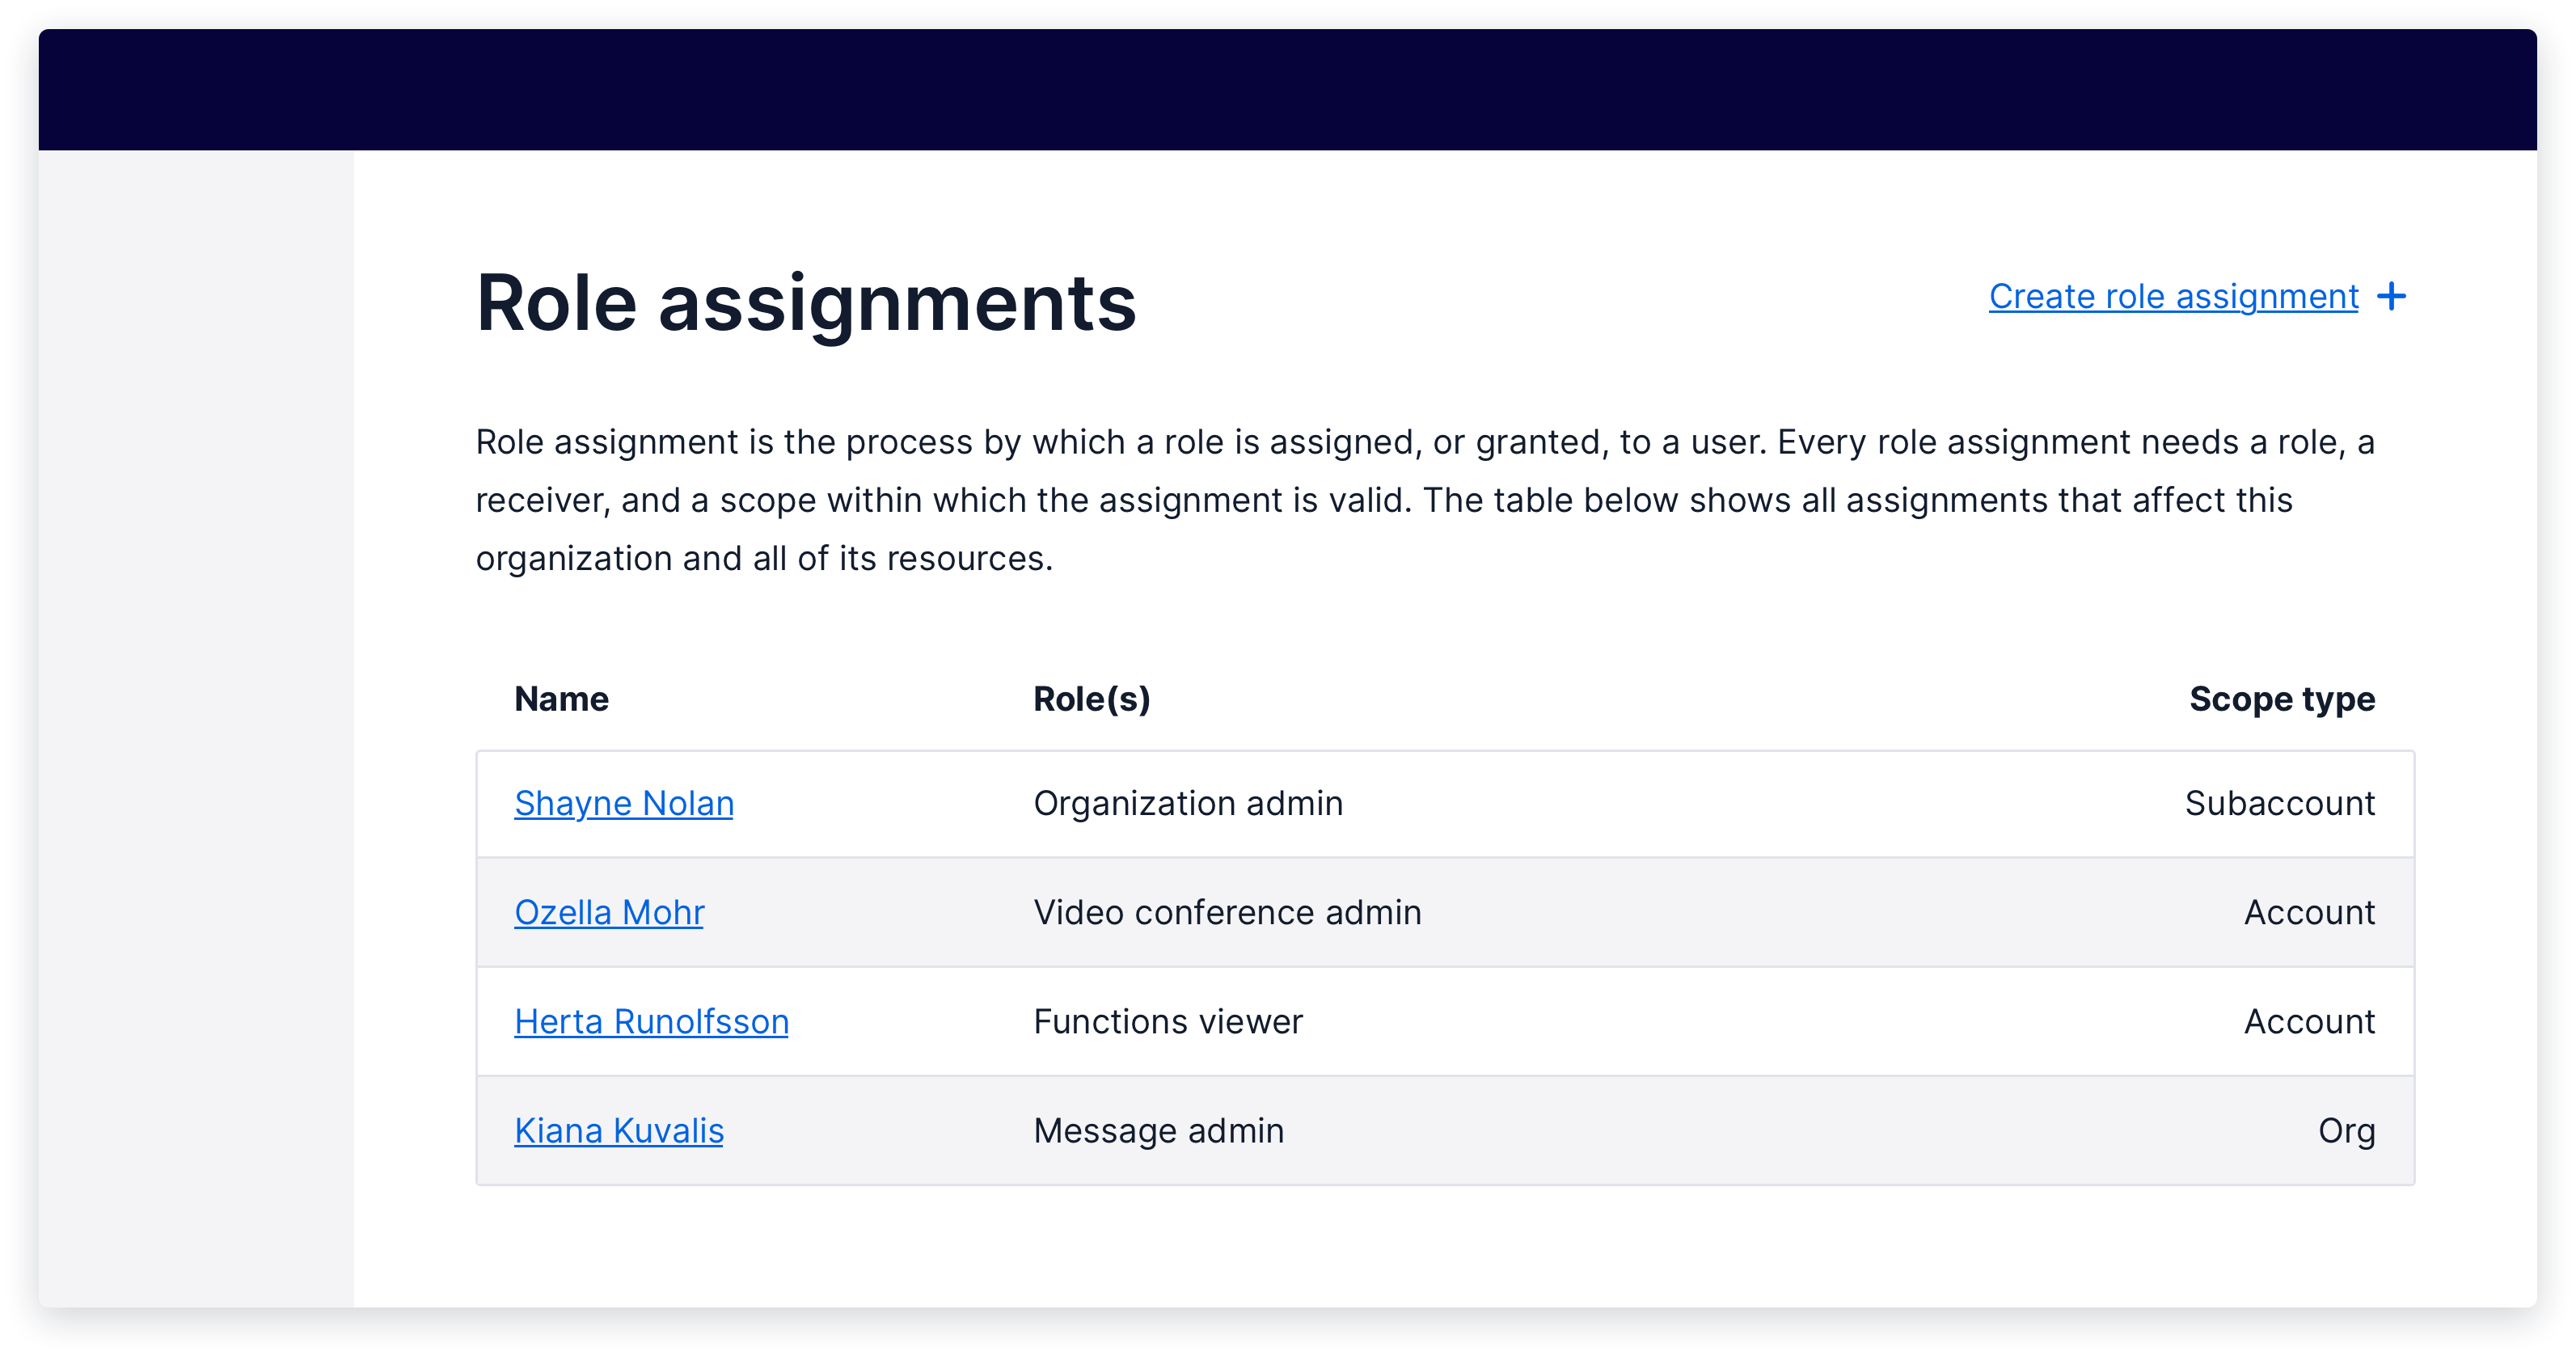 Role assignments
Create role assignment
Role assignment is the process by which a role is assigned, or granted, to a user. Every role assignment needs a role, a
receiver, and a scope within which the assignment is valid. The table below shows all assignments that affect this
organization and all of its resources.
Name Role(s) Scope type
Shayne Nolan Organization admin Subaccount
Ozella Mohr Video conference admin Account
Herta Runolfsson Functions viewer Account
Kiana Kuvalis Message admin Org